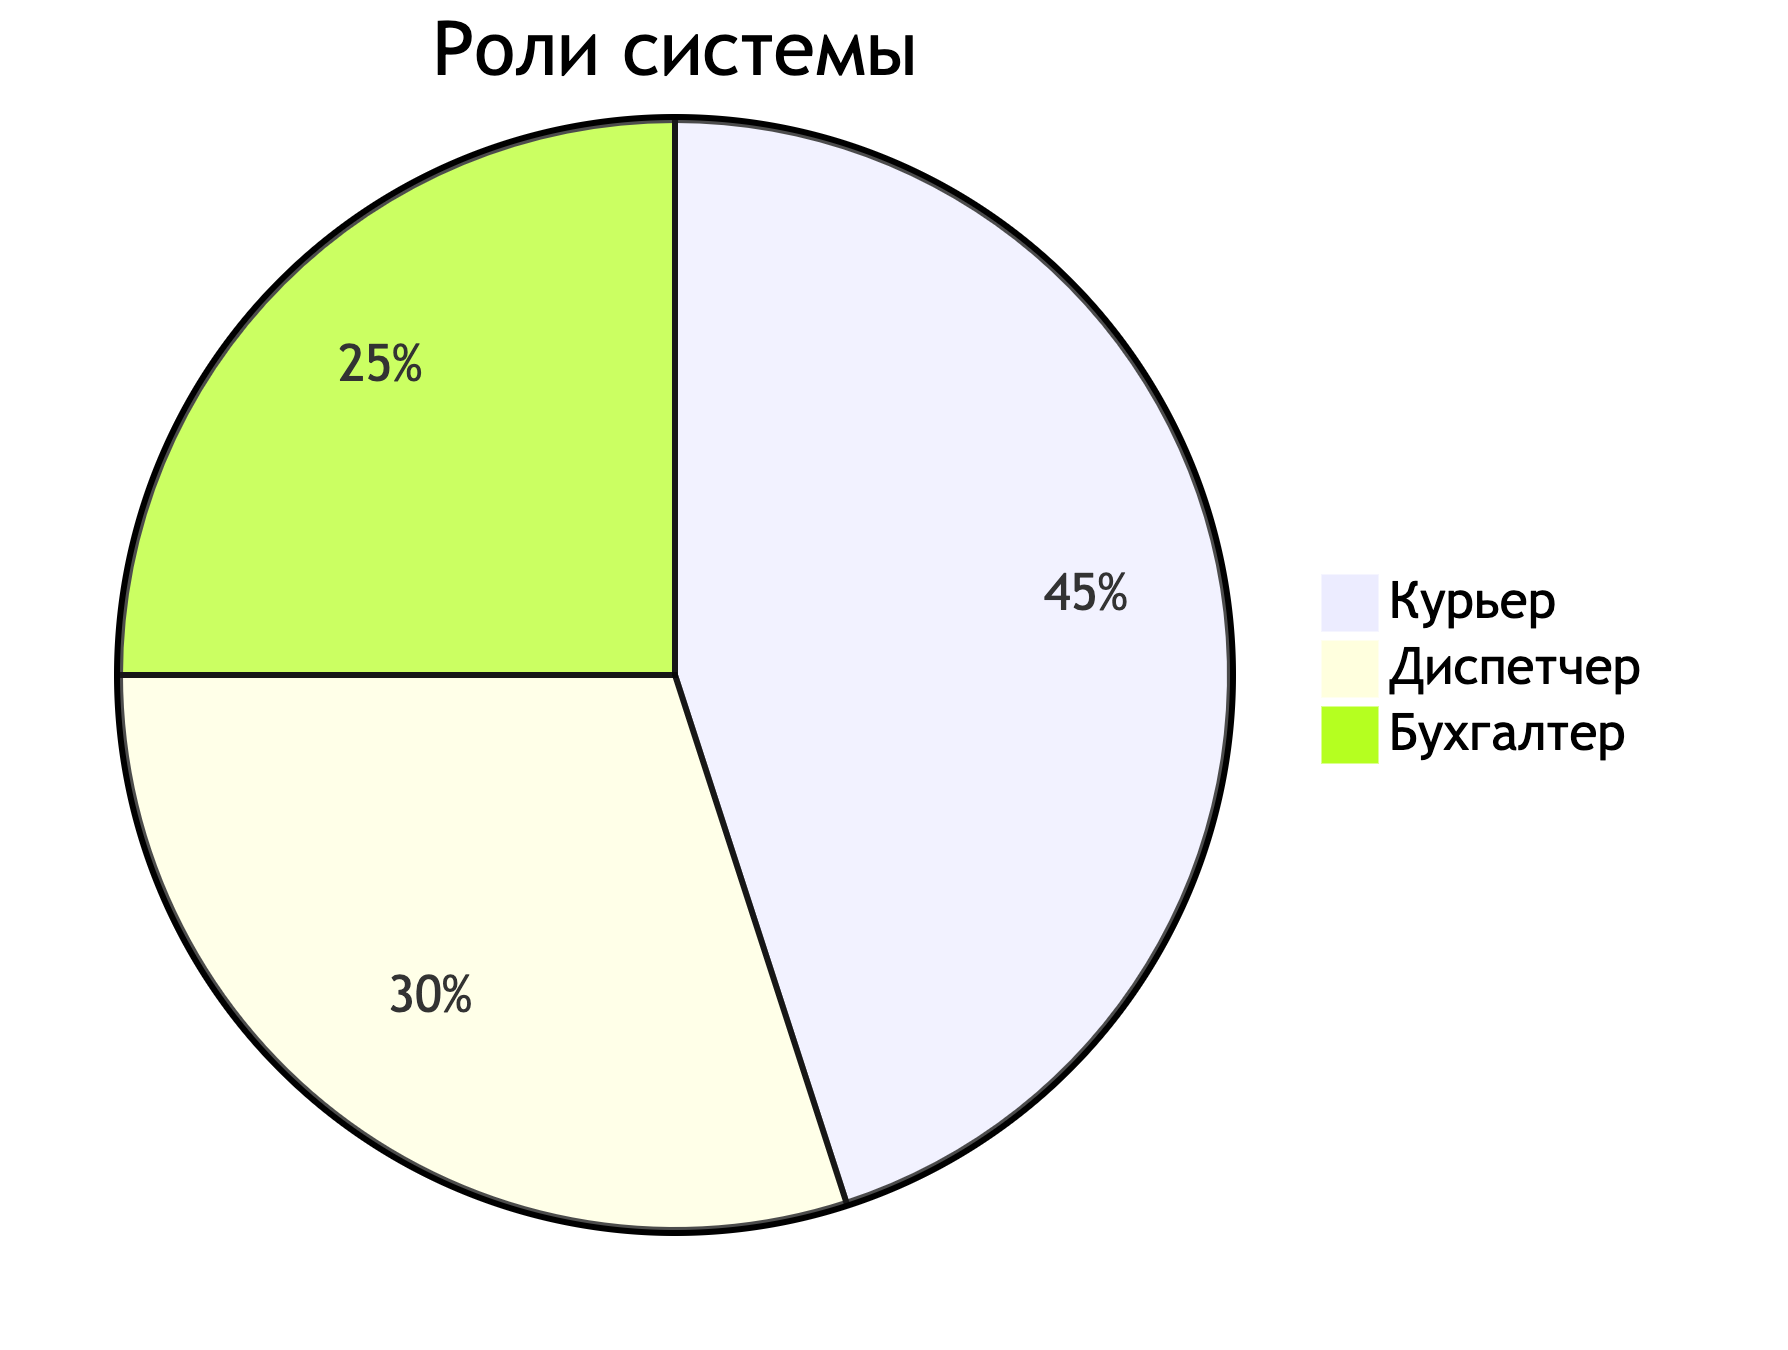 Роли системы
25%
45%
30%
Курьер
Диспетчер
Бухгалтер